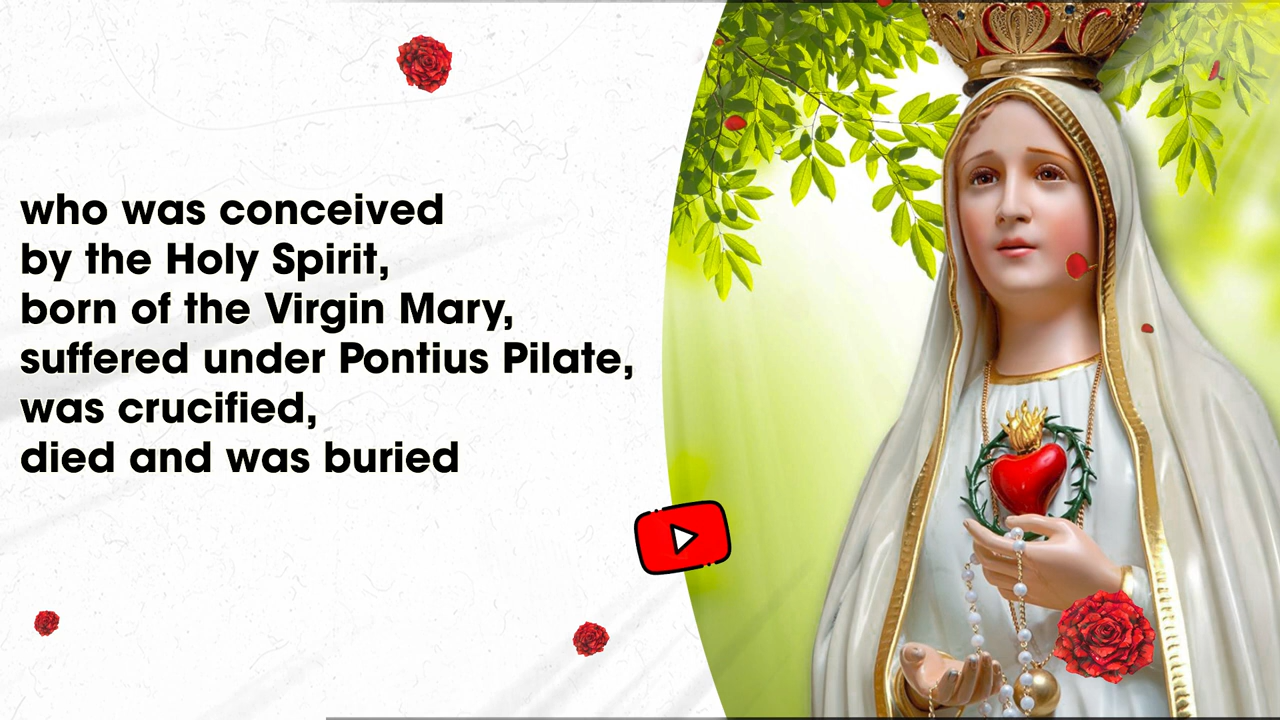 who was conceived
by the Holy Spirit,
born of the Virgin Mary,
suffered under Pontius Pilate,
was crucified,
died and was buried